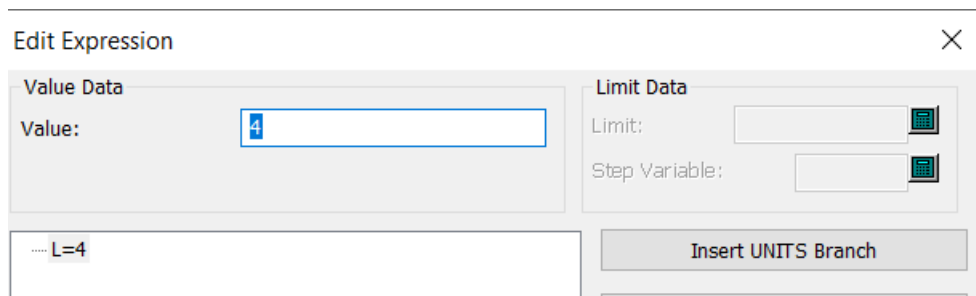 Edit Expression
Value Data
Value:
4
Limit Data
Limit:
Step Variable:
L=4
Insert UNITS Branch